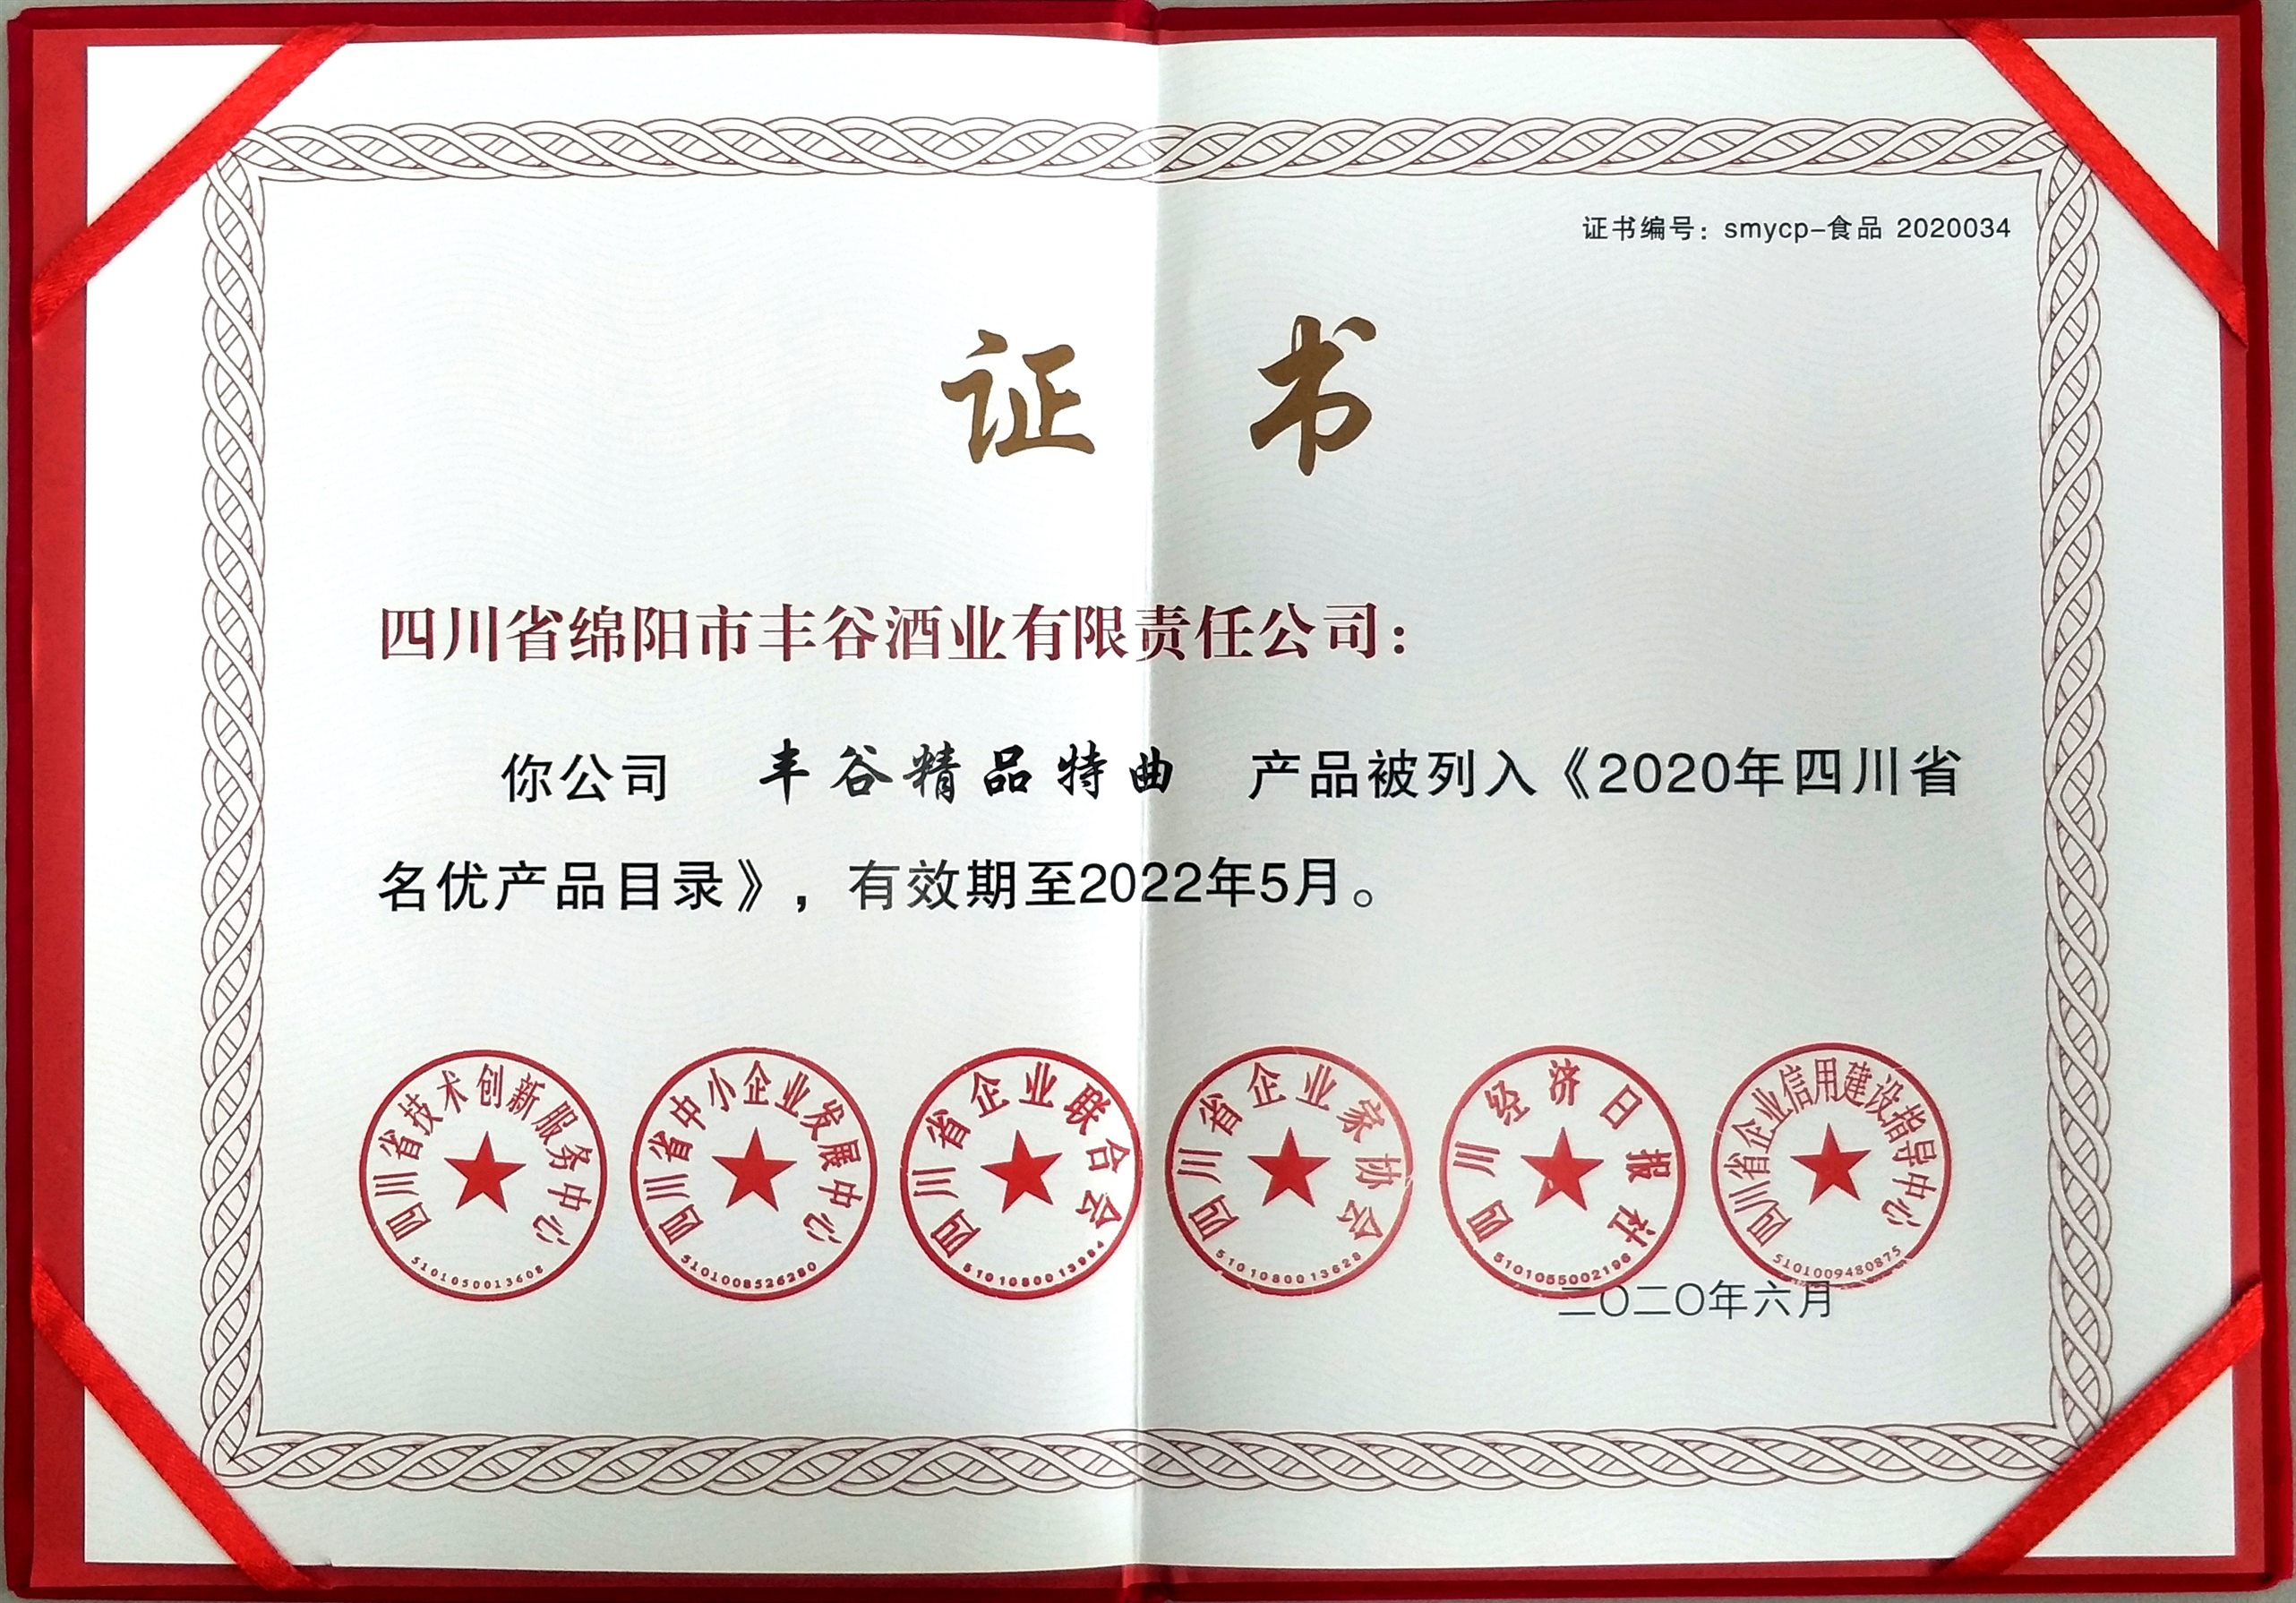 证书编号：smycp-食品 2020034
证 书
四川省绵阳市丰谷酒业有限责任公司：
你公司 丰谷精品特曲 产品被列入《2020年四川省
名优产品目录》，有效期至2022年5月。
四川省技术创新服务中心
5101050013608
四川省中小企业发展中心
5101008526280
四川省企业联合会
5101080013984
四川省企业家协会
5101080013628
四川经济日报社
5101055002196
四川省企业信用建设指导中心
5101009480875
二〇二〇年六月